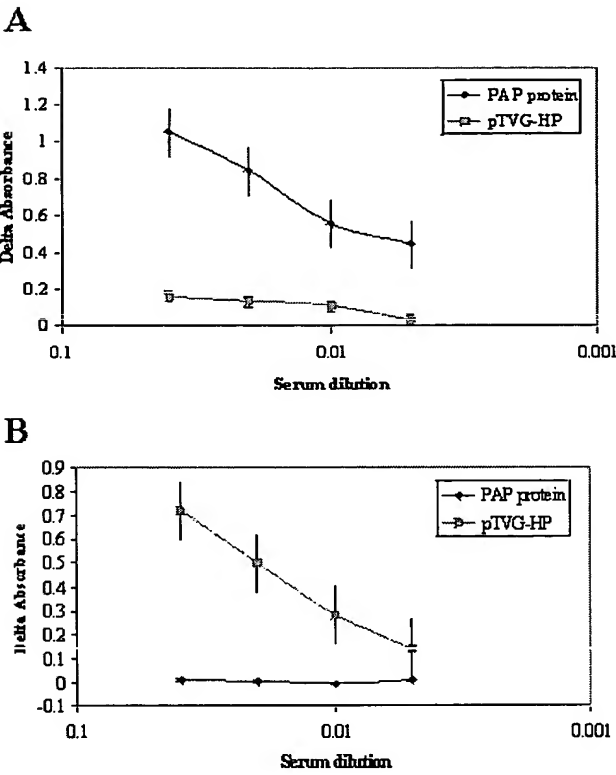 A
1.4
1.2
1
0.8
0.6
0.4
0.2
0
Delta Absorbance
PAP protein
pTVG-HP
0.1
0.01
0.001
Serum dilution
B
0.9
0.8
0.7
0.6
0.5
0.4
0.3
0.2
0.1
0
-0.1
Delta Absorbance
PAP protein
pTVG-HP
0.1
0.01
0.001
Serum dilution